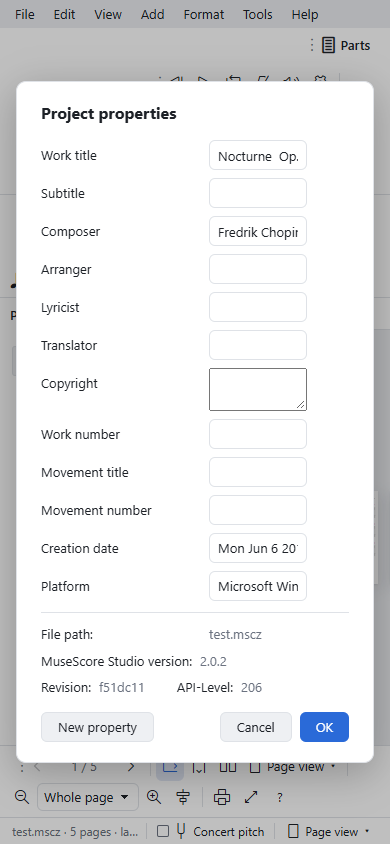 File Edit View Add Format Tools Help
Parts
Project properties
Work title Nocturne Op.
Subtitle
Composer Fredrik Chopin
Arranger
Lyricist
Translator
Copyright
Work number
Movement title
Movement number
Creation date Mon Jun 6 20
Platform Microsoft Win
File path: test.mscz
MuseScore Studio version: 2.0.2
Revision: f51dc11 API-Level: 206
New property Cancel OK
1 / 5 Page view
Whole page ?
test.mscz · 5 pages · la... Concert pitch Page view